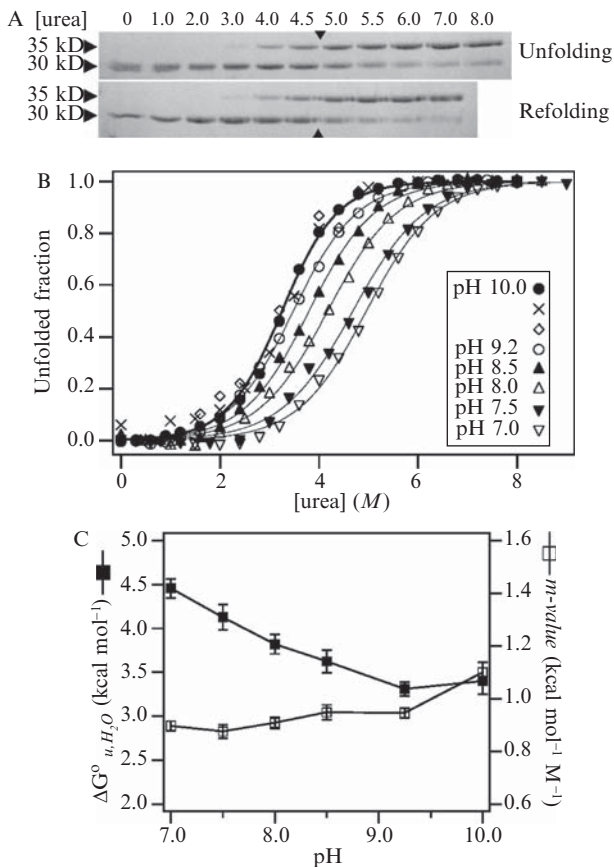 A [urea] 0 1.0 2.0 3.0 4.0 4.5 5.0 6.0 7.0 8.0
35 kD
30 kD
Unfolding
35 kD
30 kD
Refolding
B
1.0
0.8
0.6
0.4
0.2
0.0
Unfolded fraction
pH 10.0
pH 9.2
pH 8.5
pH 8.0
pH 7.5
pH 7.0
0 2 4 6 8
[urea] (M)
C
5.0
4.5
4.0
3.5
3.0
2.5
2.0
ΔG°u,H2O (kcal mol−1)
1.6
1.4
1.2
1.0
0.8
0.6
m-value (kcal mol−1 M−1)
7.0 8.0 9.0 10.0
pH